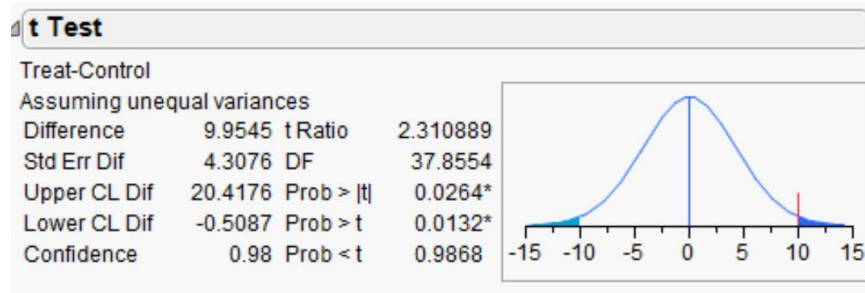 t Test
Treat-Control
Assuming unequal variances
Difference 9.9545 t Ratio 2.310889
Std Err Dif 4.3076 DF 37.8554
Upper CL Dif 20.4176 Prob > |t| 0.0264*
Lower CL Dif -0.5087 Prob > t 0.0132*
Confidence 0.98 Prob < t 0.9868
-15 -10 -5 0 5 10 15